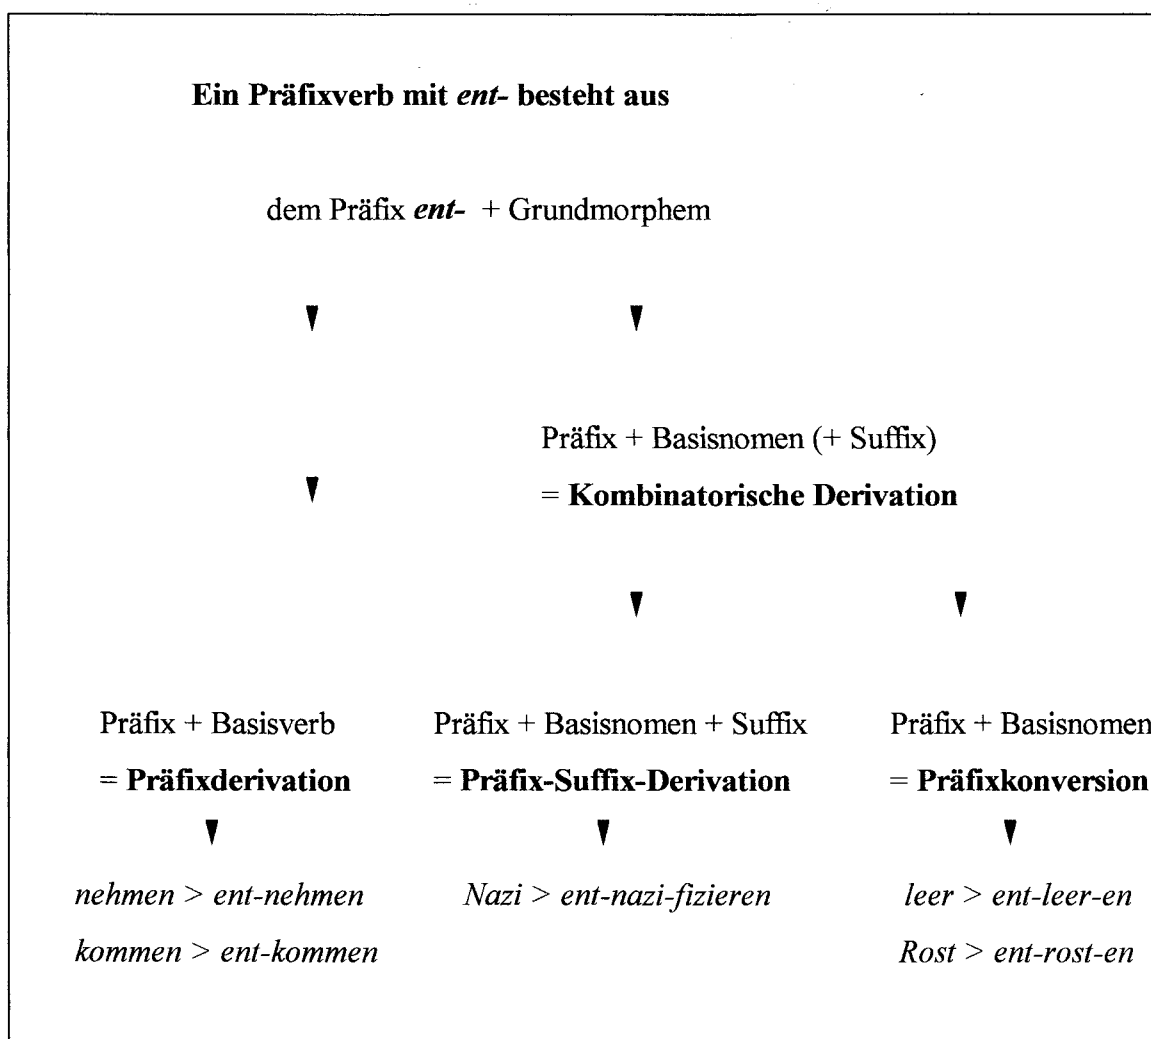 Ein Präfixverb mit ent- besteht aus
dem Präfix ent- + Grundmorphem
Präfix + Basisnomen (+ Suffix)
= Kombinatorische Derivation
Präfix + Basisverb
= Präfixderivation
nehmen > ent-nehmen
kommen > ent-kommen
Präfix + Basisnomen + Suffix
= Präfix-Suffix-Derivation
Nazi > ent-nazi-fizieren
Präfix + Basisnomen
= Präfixkonversion
leer > ent-leer-en
Rost > ent-rost-en